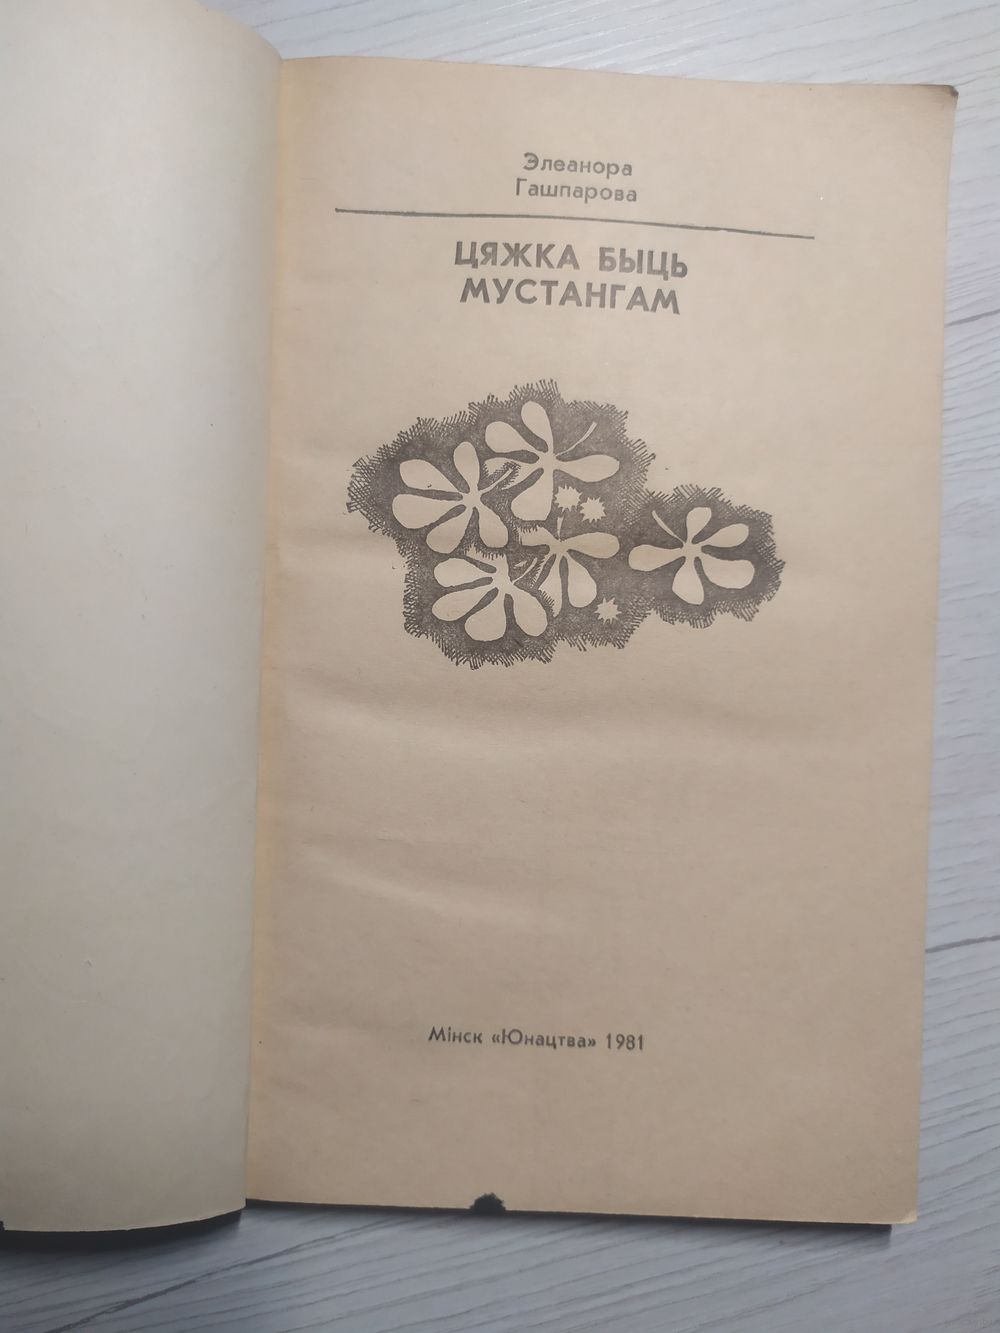 Элеанора
Гашпарова
ЦЯЖКА БЫЦЬ
МУСТАНГАМ
Мінск «Юнацтва» 1981